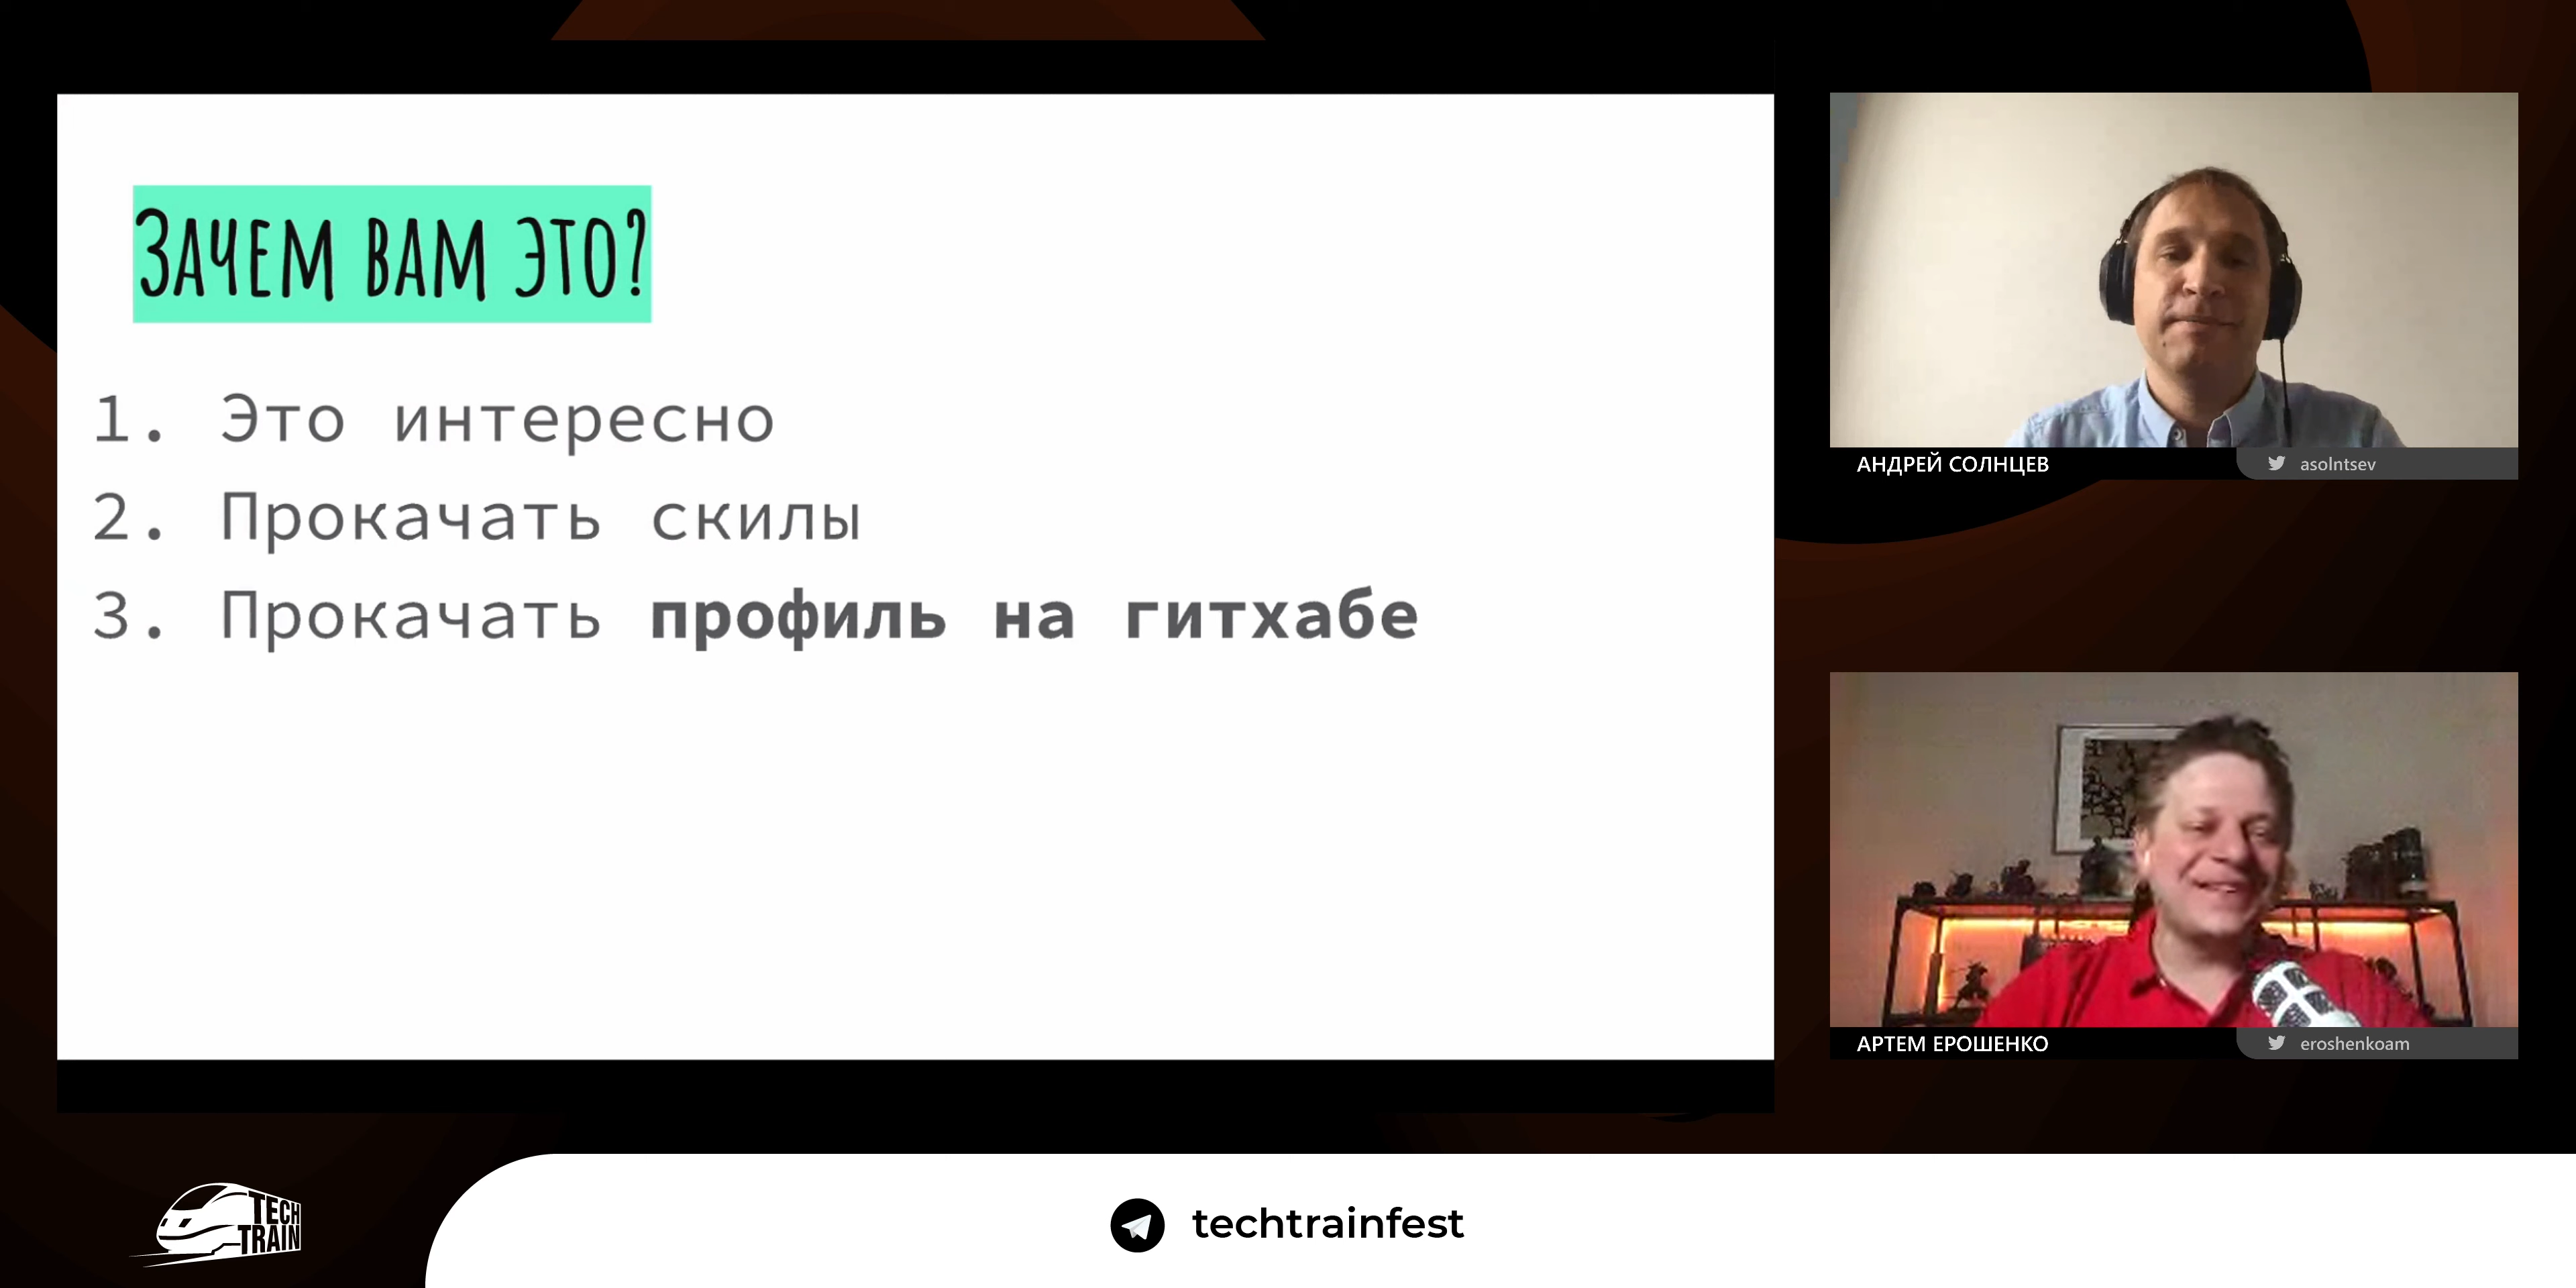 Зачем вам это?
1. Это интересно
2. Прокачать скилы
3. Прокачать профиль на гитхабе
АНДРЕЙ СОЛНЦЕВ
asolntsev
АРТЕМ ЕРОШЕНКО
eroshenkoam
TECH
TRAIN
techtrainfest